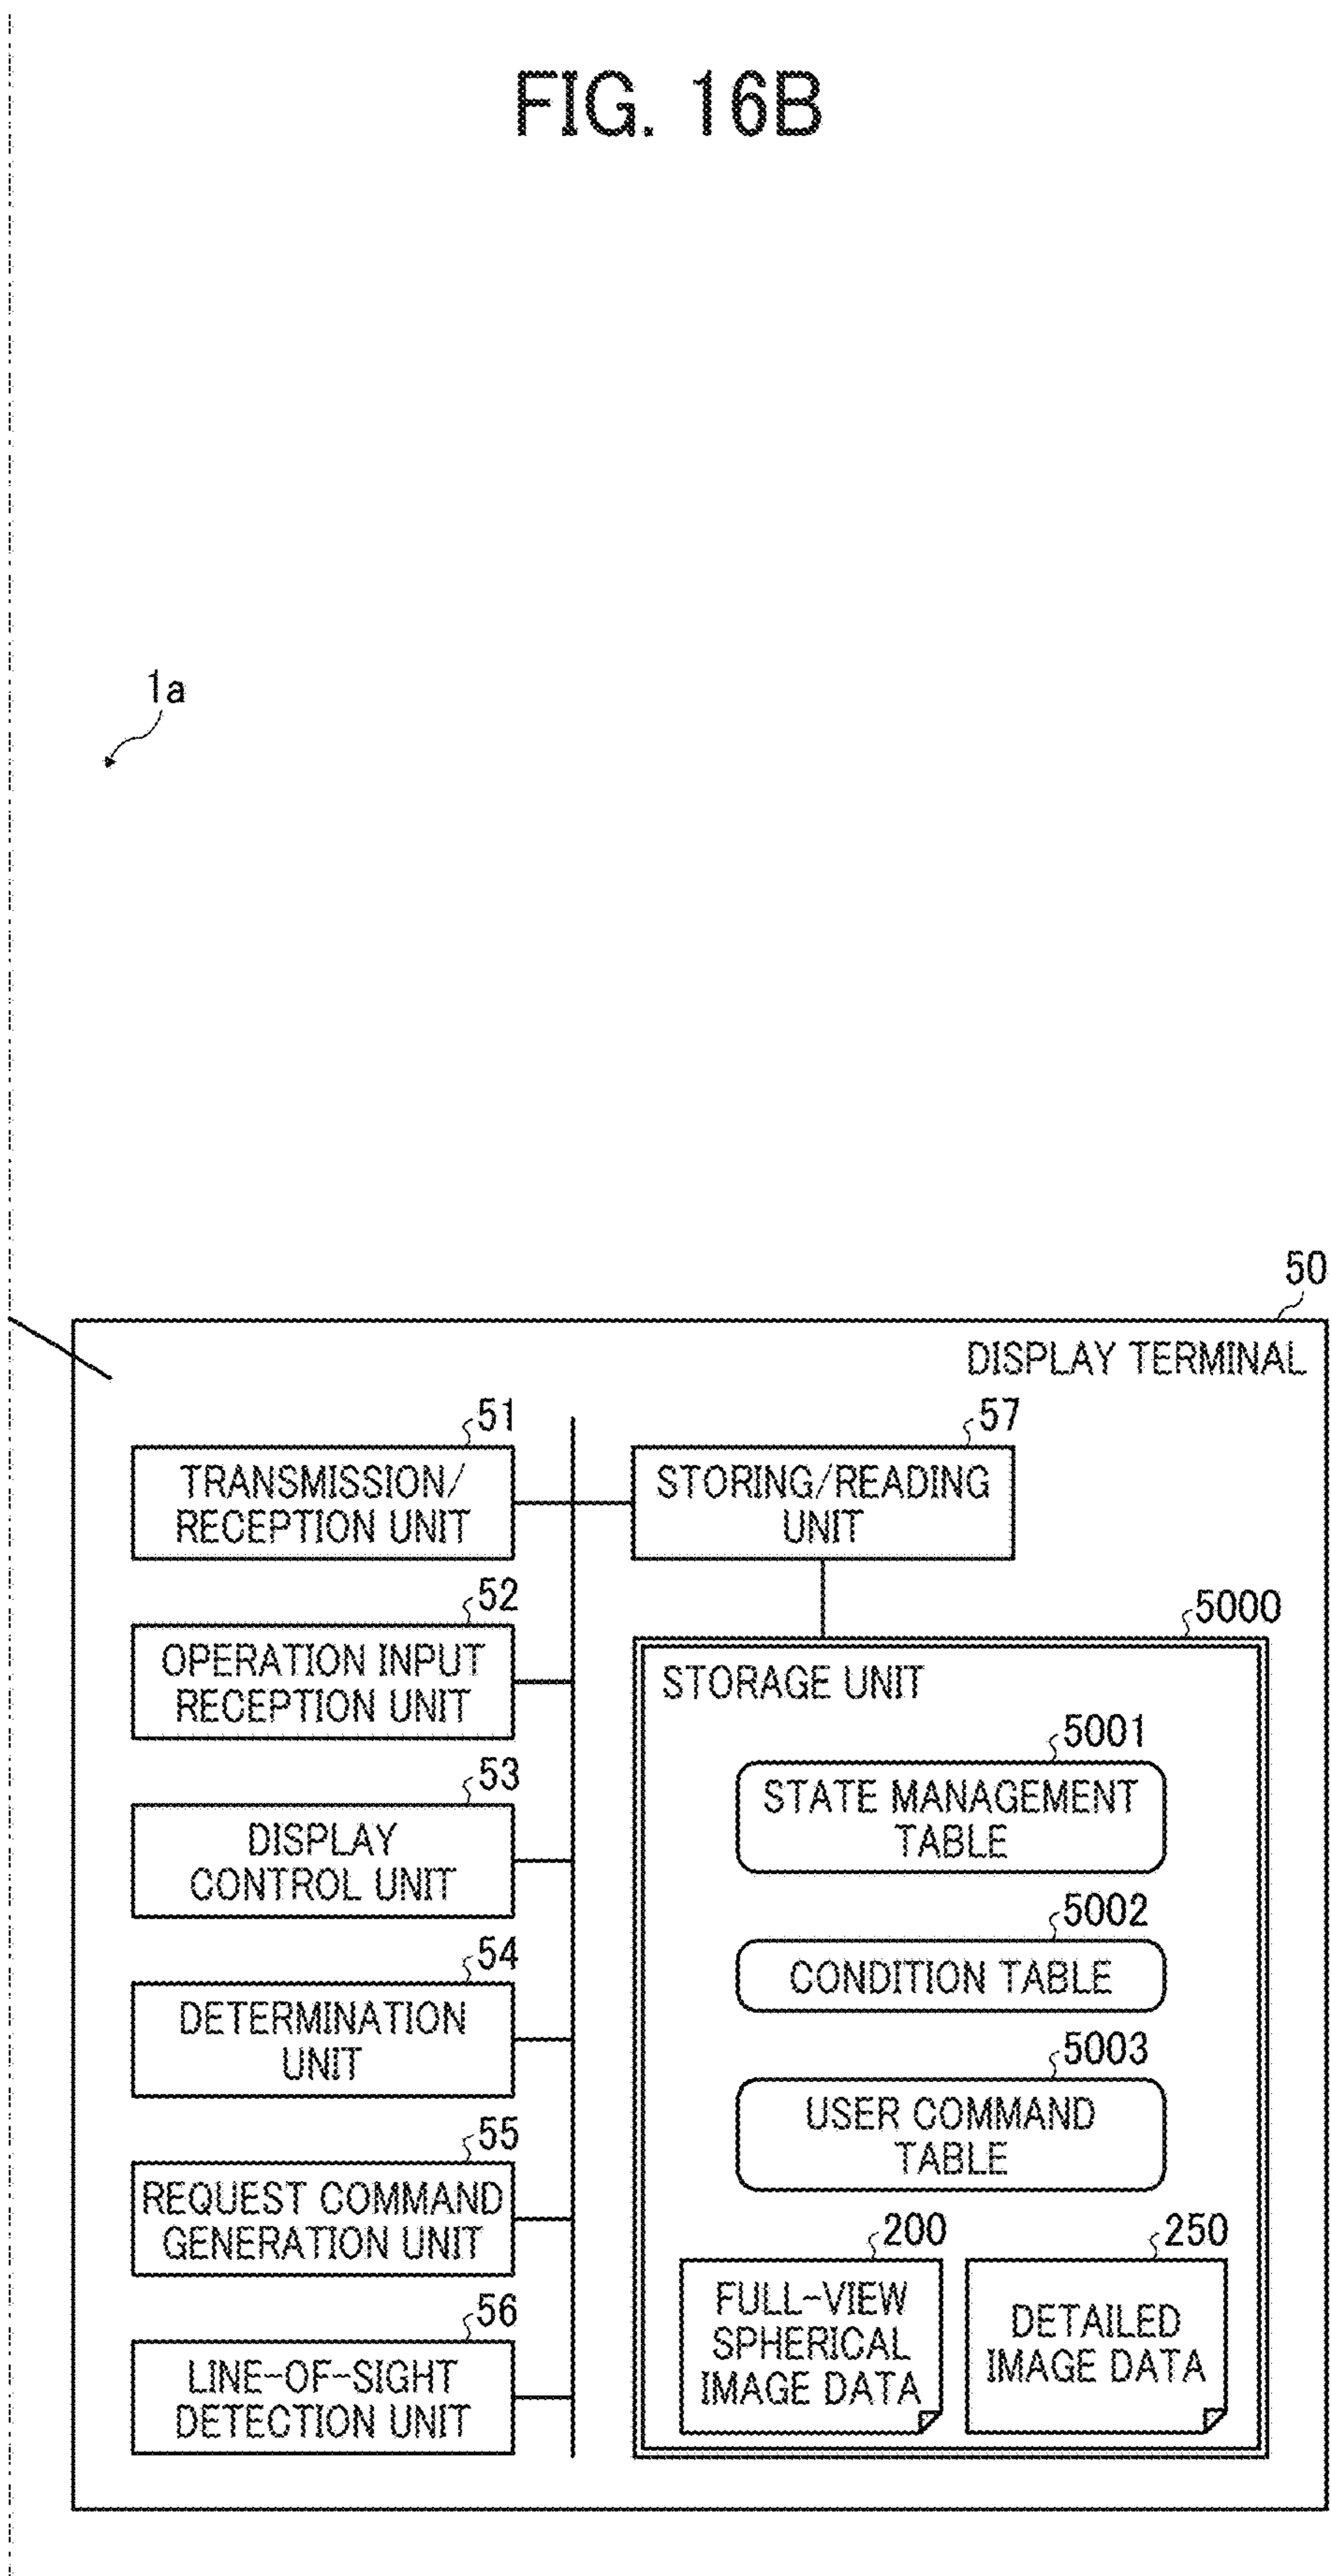 FIG. 16B
1a
50
DISPLAY TERMINAL
51
TRANSMISSION/
RECEPTION UNIT
57
STORING/READING
UNIT
52
OPERATION INPUT
RECEPTION UNIT
5000
STORAGE UNIT
5001
STATE MANAGEMENT
TABLE
53
DISPLAY
CONTROL UNIT
5002
CONDITION TABLE
54
DETERMINATION
UNIT
5003
USER COMMAND
TABLE
55
REQUEST COMMAND
GENERATION UNIT
200
FULL-VIEW
SPHERICAL
IMAGE DATA
250
DETAILED
IMAGE DATA
56
LINE-OF-SIGHT
DETECTION UNIT